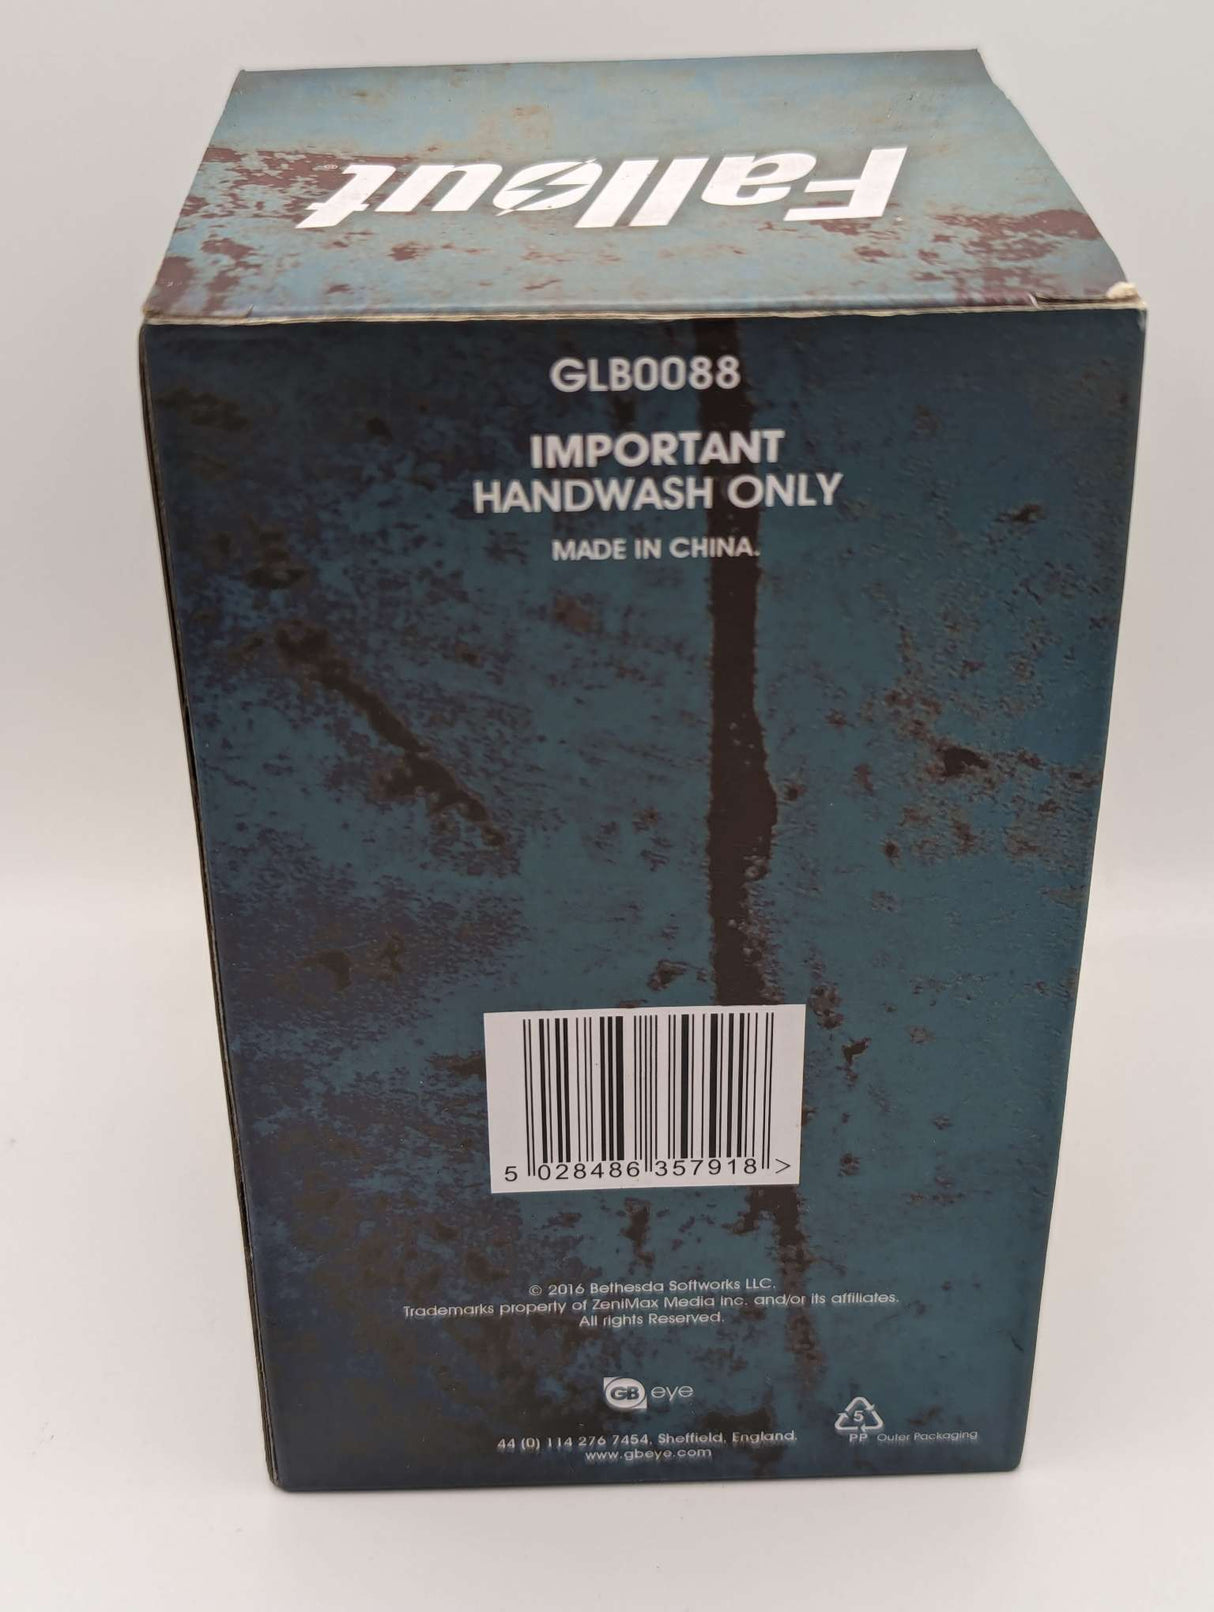 Fallout®
GLB0088
IMPORTANT
HANDWASH ONLY
MADE IN CHINA.
5 028486 357918 >
© 2016 Bethesda Softworks LLC.
Trademarks property of ZeniMax Media Inc. and/or its affiliates.
All rights Reserved.
GB eye
44 (0) 114 276 7454, Sheffield, England.
www.gbeye.com
5
PP Outer Packaging